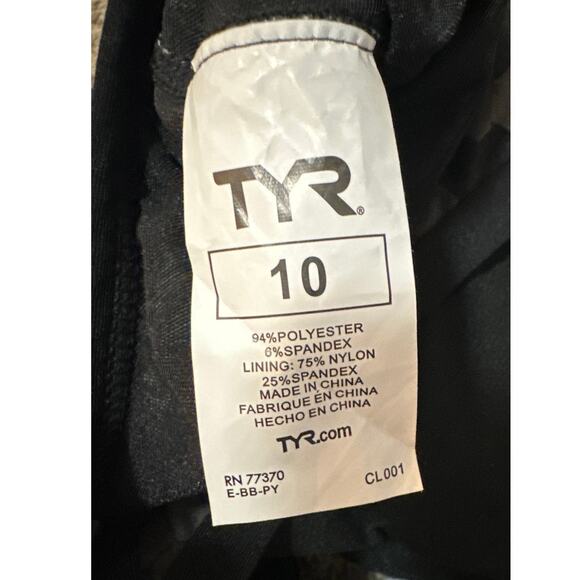 TYR®
10
94%POLYESTER
6%SPANDEX
LINING: 75% NYLON
25%SPANDEX
MADE IN CHINA
FABRIQUE EN CHINA
HECHO EN CHINA
TYR.com
RN 77370 CL001
E-BB-PY